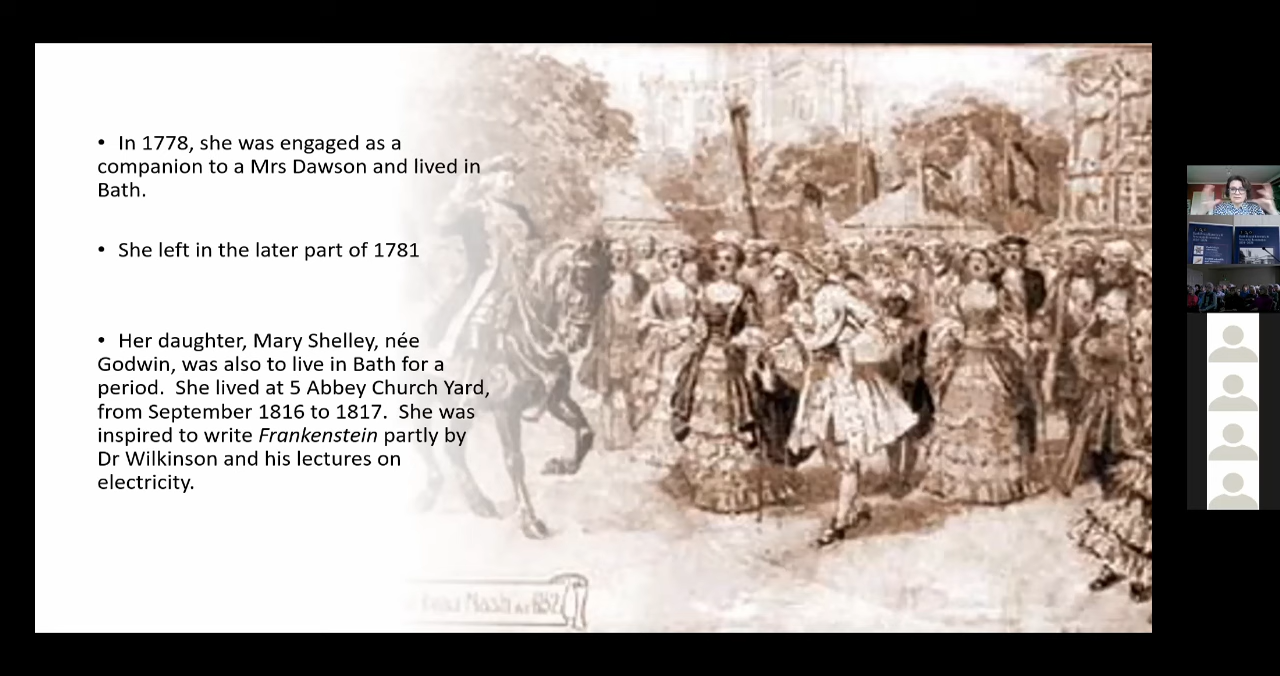 • In 1778, she was engaged as a
companion to a Mrs Dawson and lived in
Bath.
• She left in the later part of 1781
• Her daughter, Mary Shelley, née
Godwin, was also to live in Bath for a
period. She lived at 5 Abbey Church Yard,
from September 1816 to 1817. She was
inspired to write Frankenstein partly by
Dr Wilkinson and his lectures on
electricity.
Nash